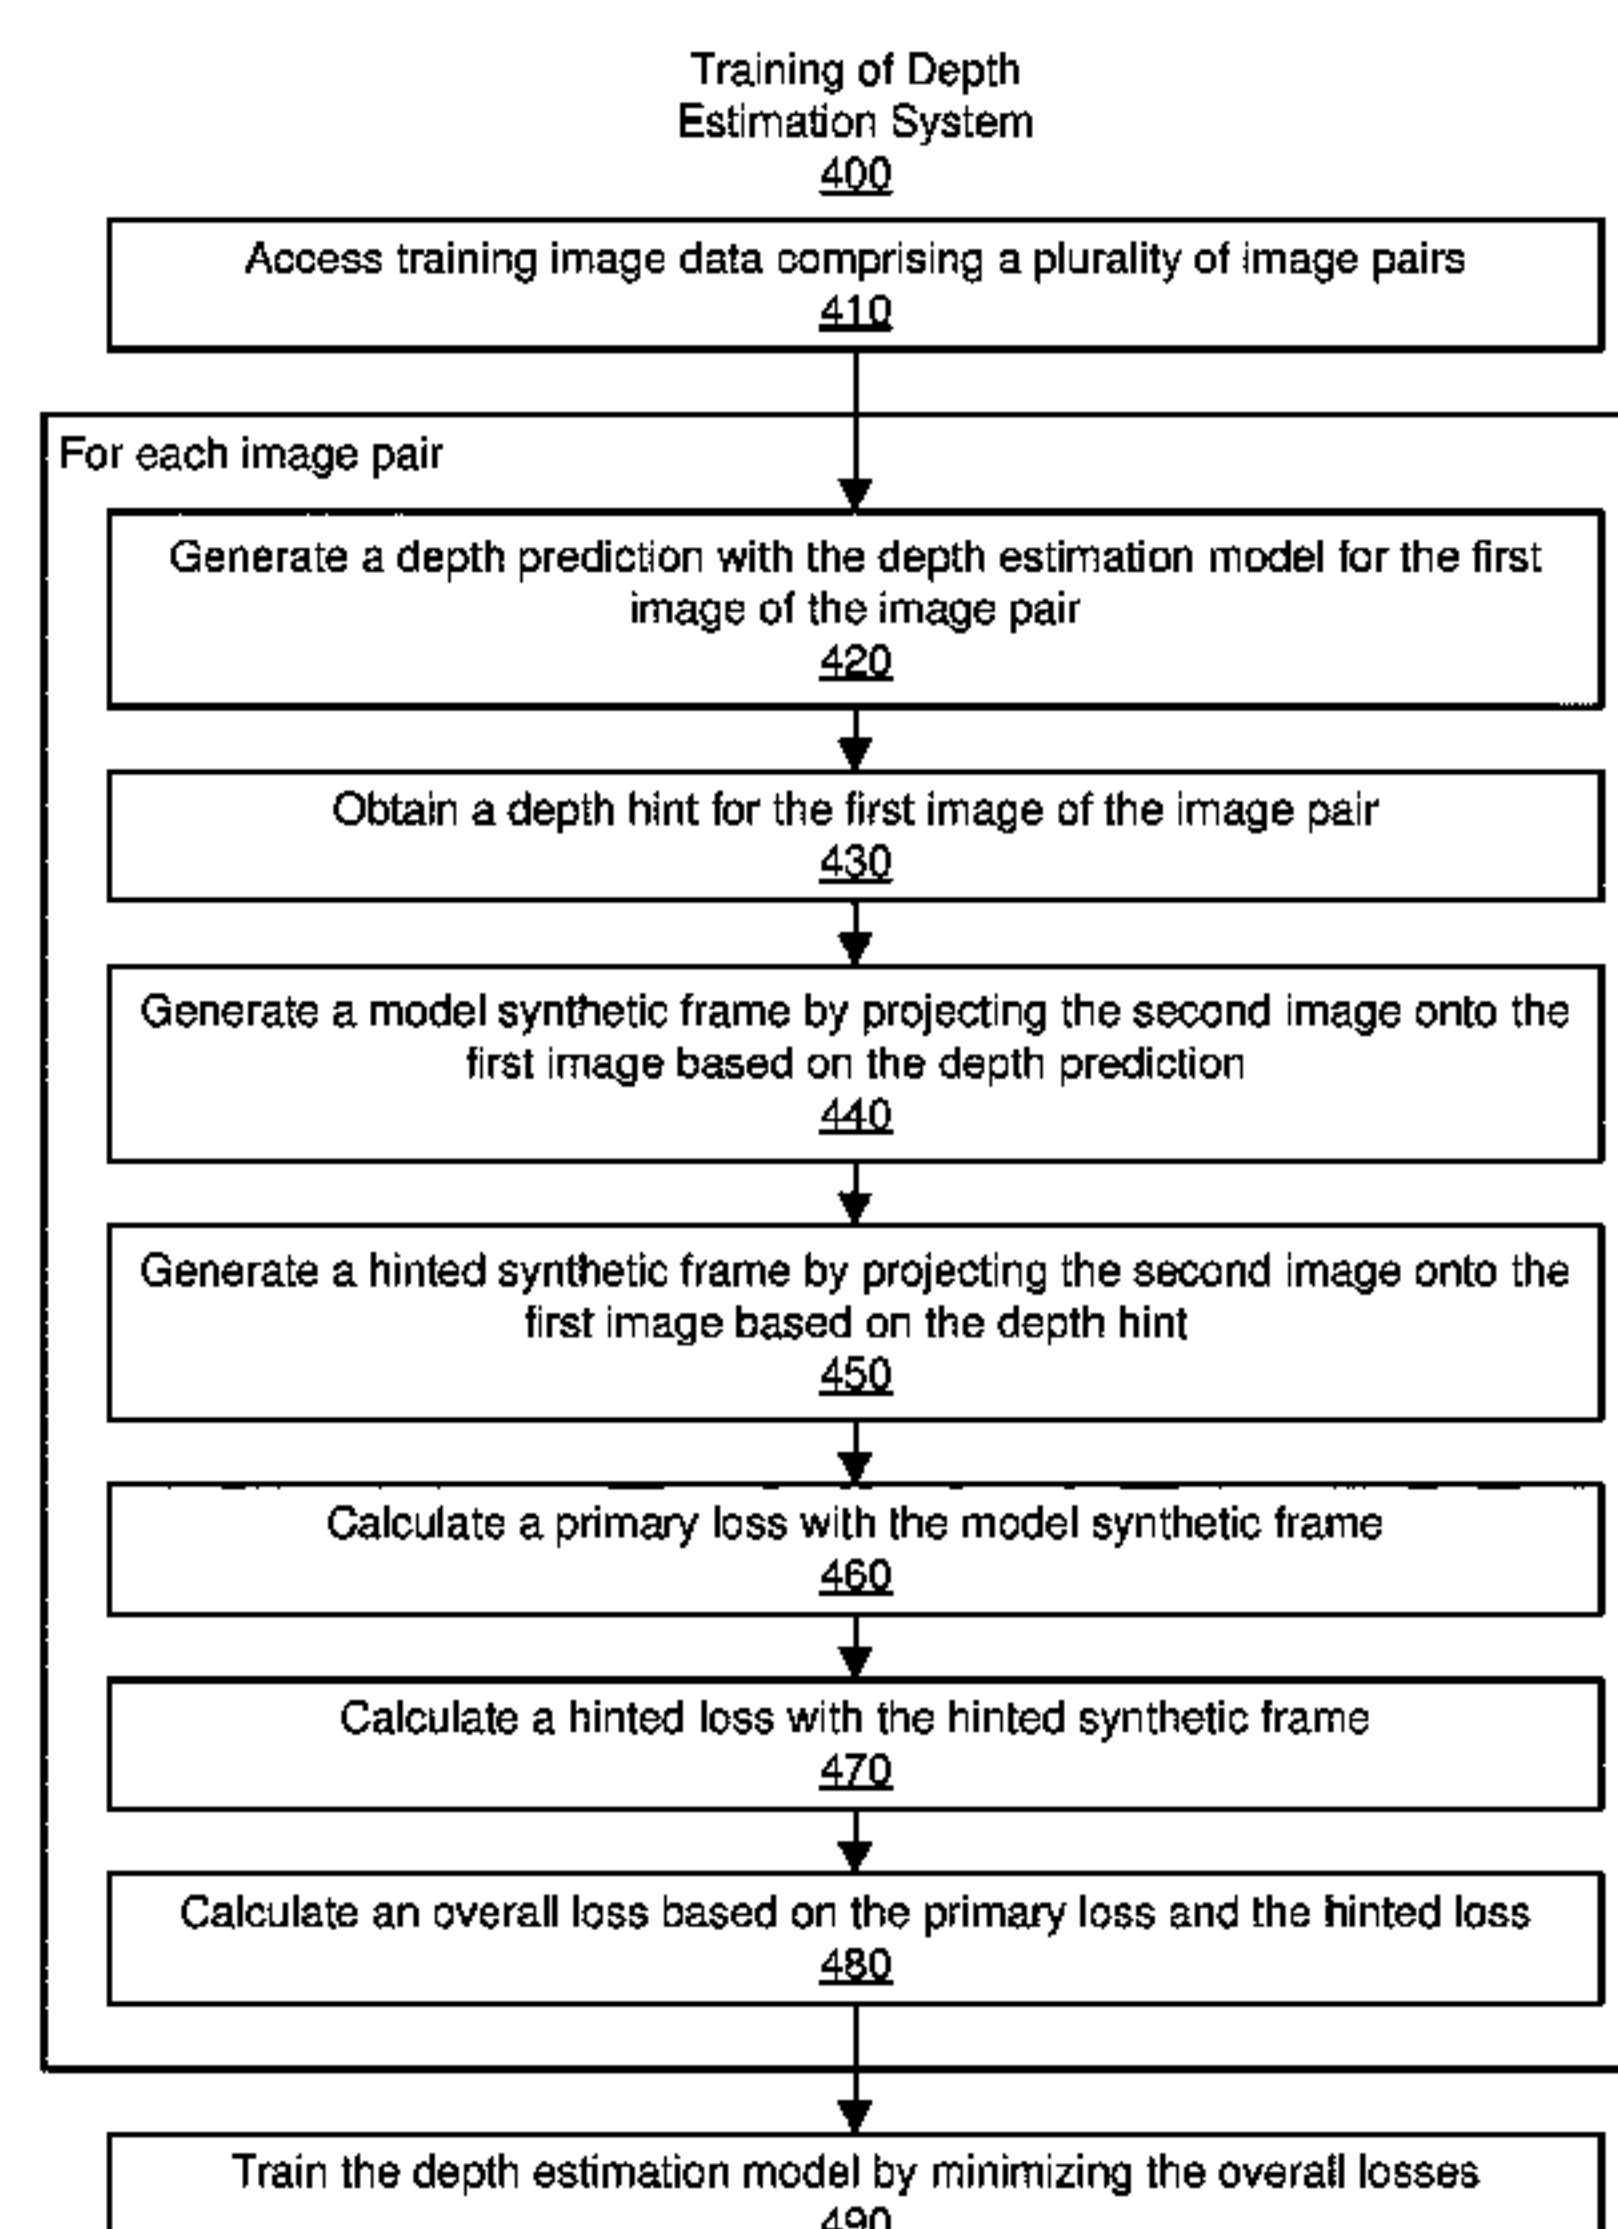 Training of Depth
Estimation System
400
Access training image data comprising a plurality of image pairs
410
For each image pair
Generate a depth prediction with the depth estimation model for the first
image of the image pair
420
Obtain a depth hint for the first image of the image pair
430
Generate a model synthetic frame by projecting the second image onto the
first image based on the depth prediction
440
Generate a hinted synthetic frame by projecting the second image onto the
first image based on the depth hint
450
Calculate a primary loss with the model synthetic frame
460
Calculate a hinted loss with the hinted synthetic frame
470
Calculate an overall loss based on the primary loss and the hinted loss
480
Train the depth estimation model by minimizing the overall losses
490